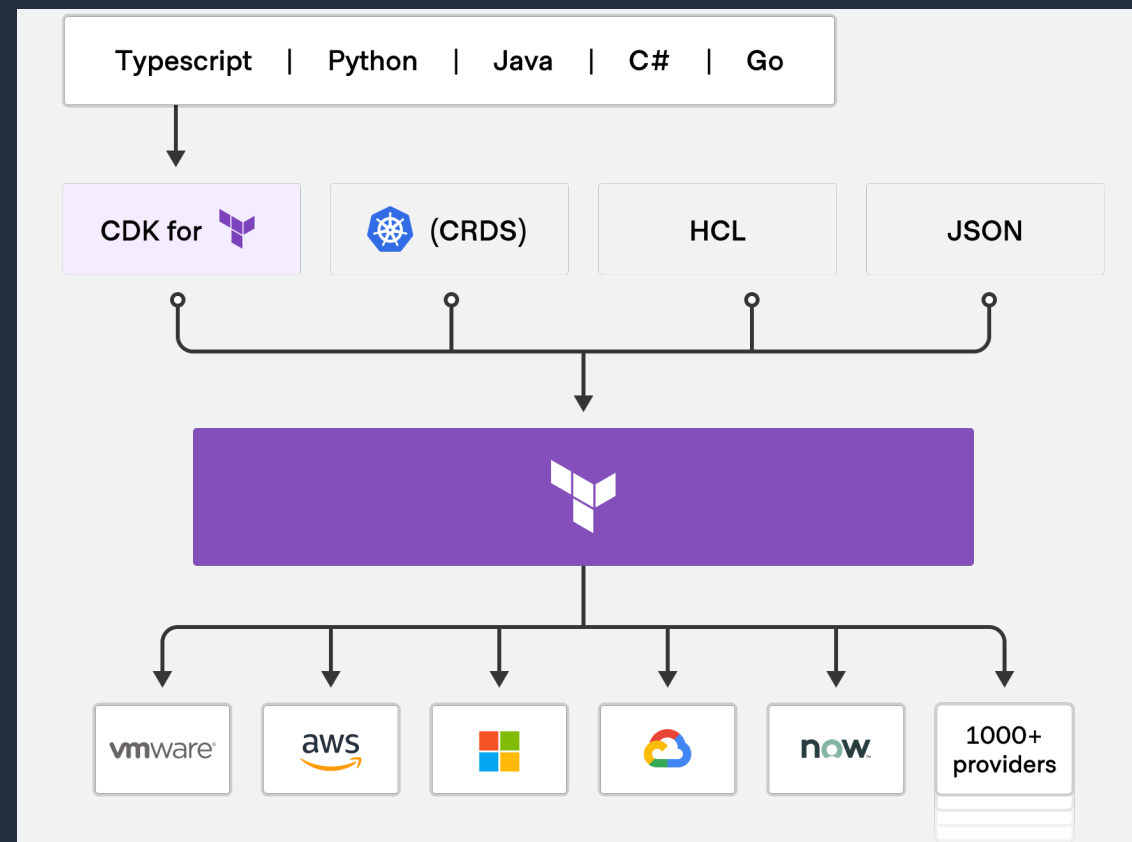 Typescript | Python | Java | C# | Go
CDK for
(CRDS)
HCL
JSON
vmware®
aws
now
1000+
providers